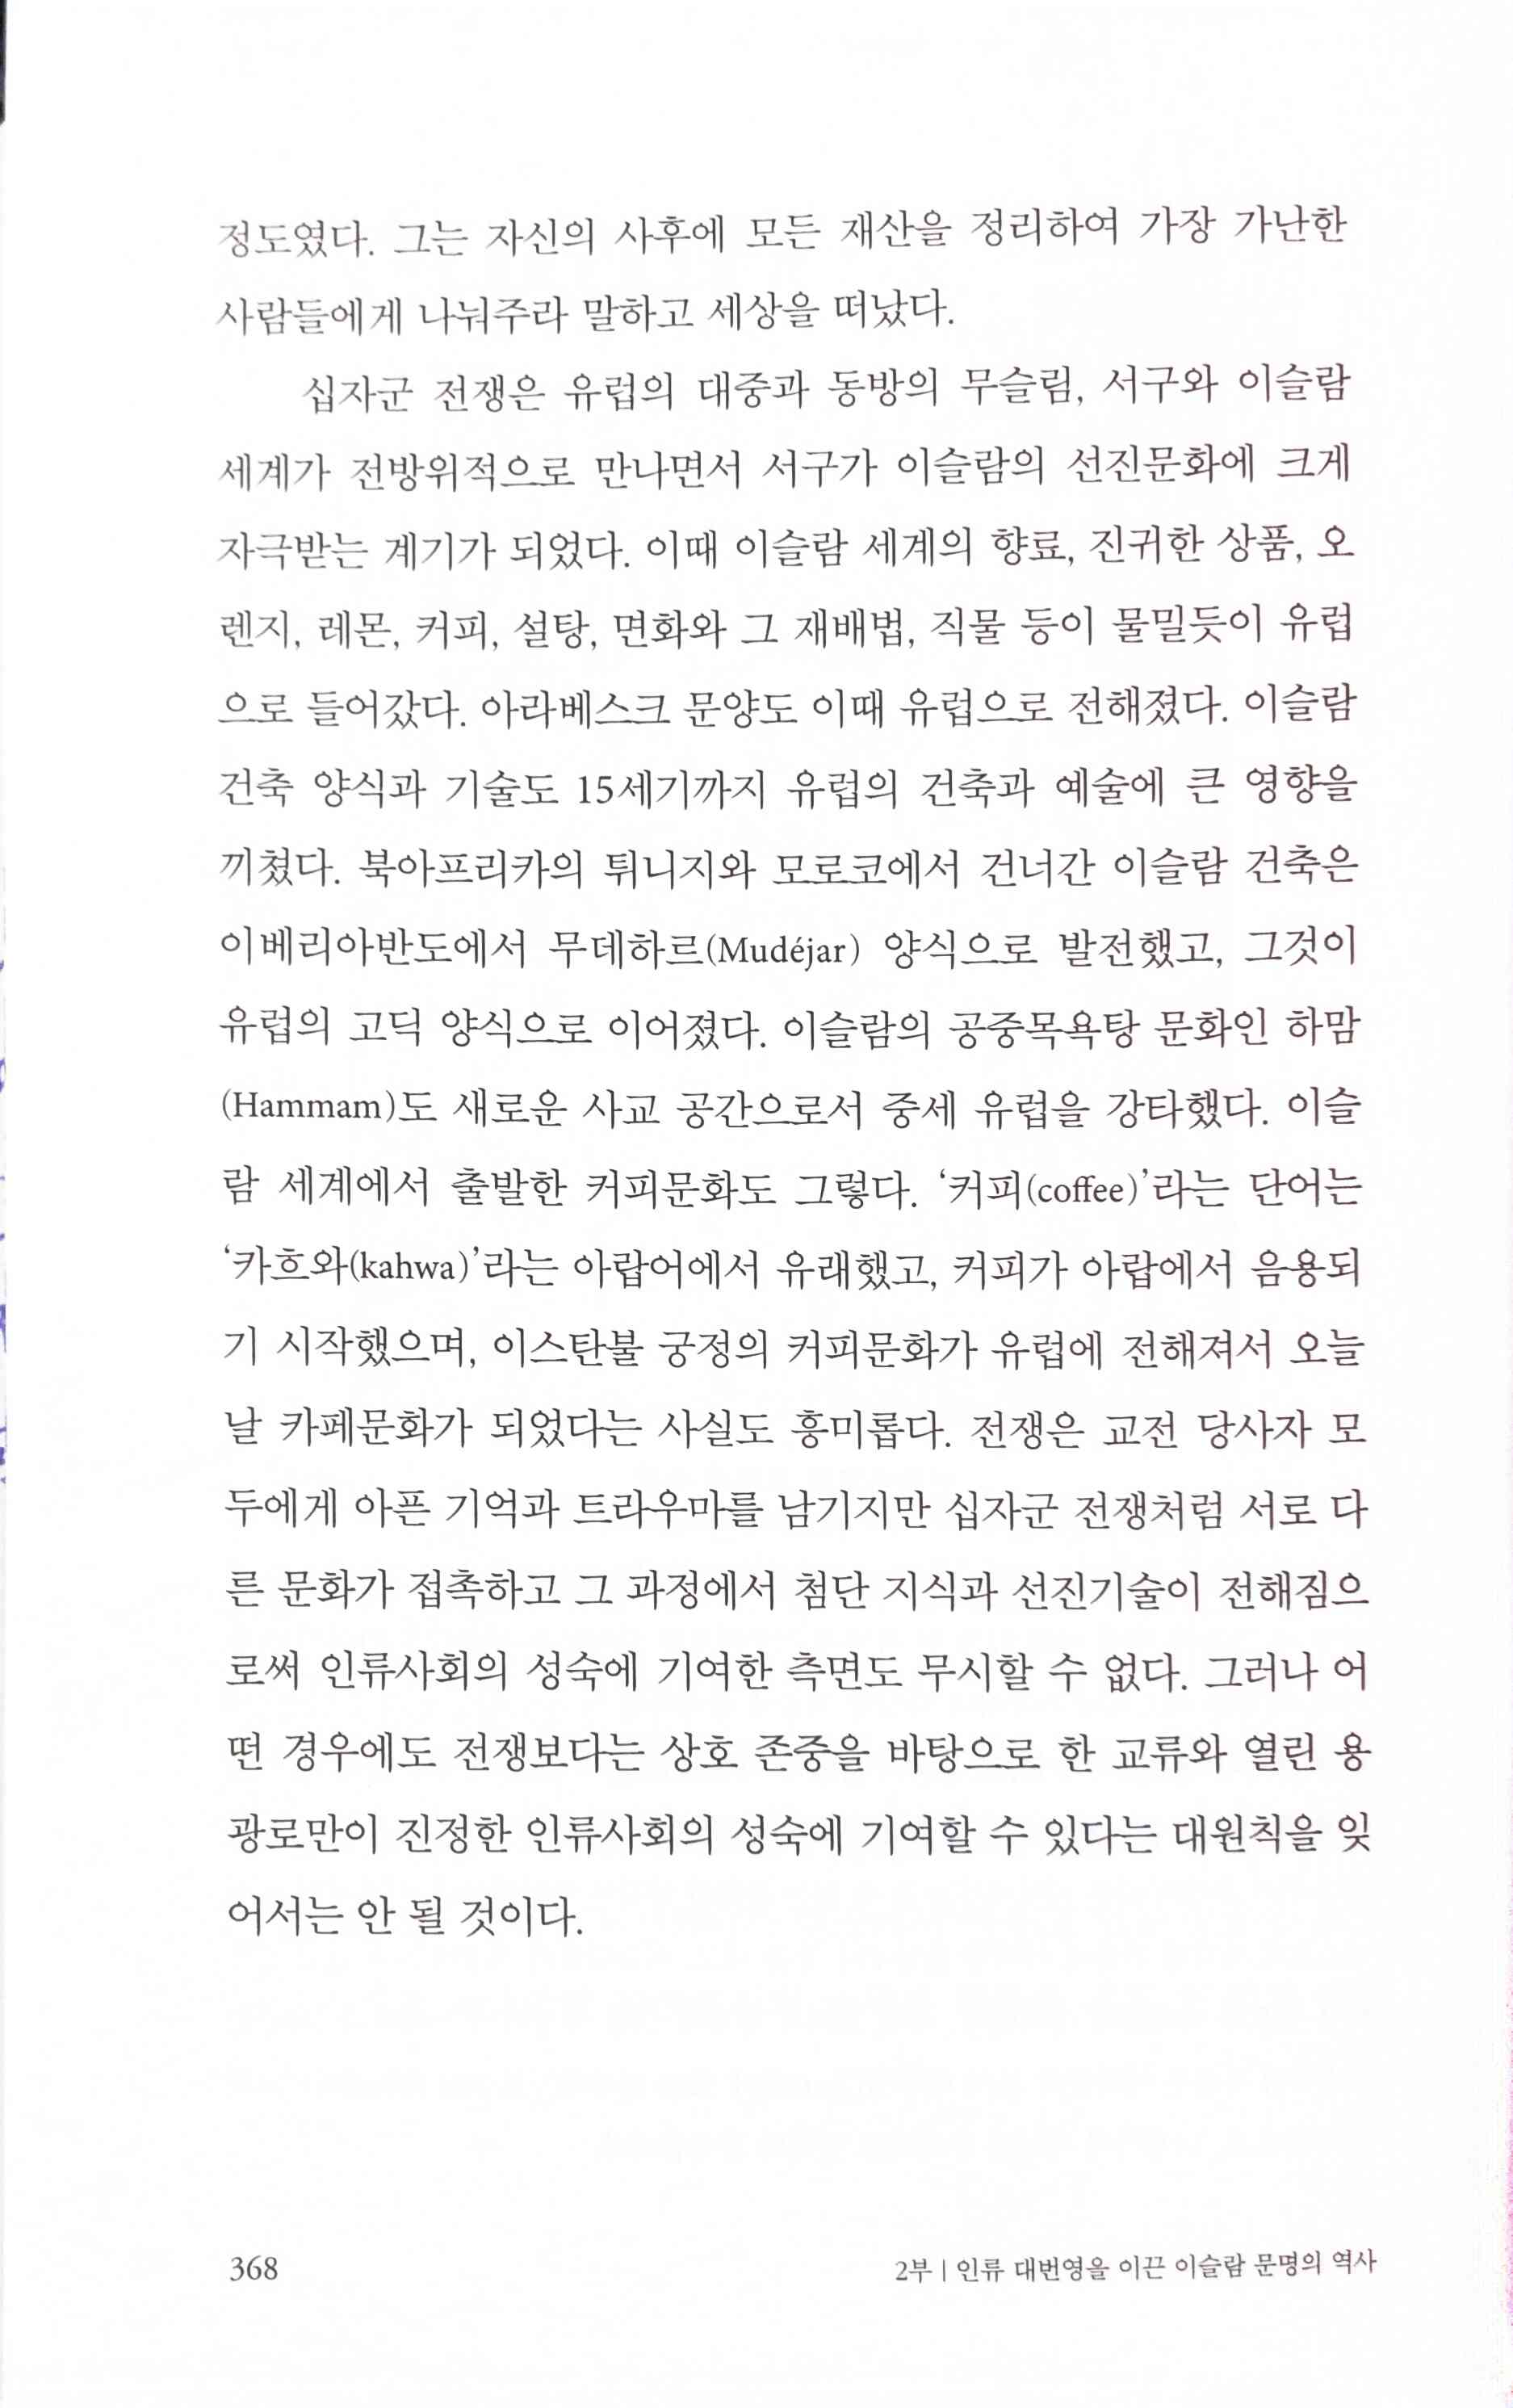 정도였다. 그는 자신의 사후에 모든 재산을 정리하여 가장 가난한
사람들에게 나눠주라 말하고 세상을 떠났다.
십자군 전쟁은 유럽의 대중과 동방의 무슬림, 서구와 이슬람
세계가 전방위적으로 만나면서 서구가 이슬람의 선진문화에 크게
자극받는 계기가 되었다. 이때 이슬람 세계의 향료, 진귀한 상품, 오
렌지, 레몬, 커피, 설탕, 면화와 그 재배법, 직물 등이 물밀듯이 유럽
으로 들어갔다. 아라베스크 문양도 이때 유럽으로 전해졌다. 이슬람
건축 양식과 기술도 15세기까지 유럽의 건축과 예술에 큰 영향을
끼쳤다. 북아프리카의 튀니지와 모로코에서 건너간 이슬람 건축은
이베리아반도에서 무데하르(Mudéjar) 양식으로 발전했고, 그것이
유럽의 고딕 양식으로 이어졌다. 이슬람의 공중목욕탕 문화인 하맘
(Hammam)도 새로운 사교 공간으로서 중세 유럽을 강타했다. 이슬
람 세계에서 출발한 커피문화도 그렇다. ‘커피(coffee)’라는 단어는
‘카흐와(kahwa)’라는 아랍어에서 유래했고, 커피가 아랍에서 음용되
기 시작했으며, 이스탄불 궁정의 커피문화가 유럽에 전해져서 오늘
날 카페문화가 되었다는 사실도 흥미롭다. 전쟁은 교전 당사자 모
두에게 아픈 기억과 트라우마를 남기지만 십자군 전쟁처럼 서로 다
른 문화가 접촉하고 그 과정에서 첨단 지식과 선진기술이 전해짐으
로써 인류사회의 성숙에 기여한 측면도 무시할 수 없다. 그러나 어
떤 경우에도 전쟁보다는 상호 존중을 바탕으로 한 교류와 열린 용
광로만이 진정한 인류사회의 성숙에 기여할 수 있다는 대원칙을 잊
어서는 안 될 것이다.
368
2부 | 인류 대번영을 이끈 이슬람 문명의 역사